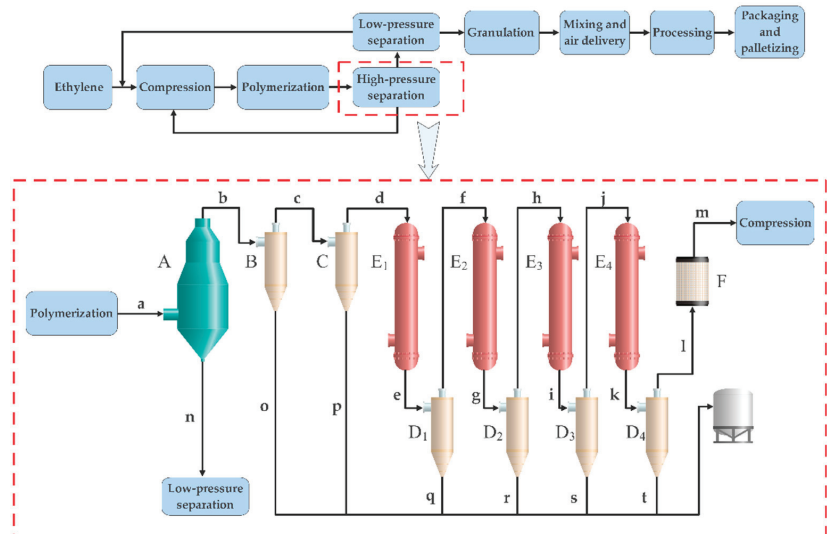 Low-pressure
separation
Granulation
Mixing and
air delivery
Processing
Packaging
and
palletizing
Ethylene
Compression
Polymerization
High-pressure
separation
b
c
d
f
h
j
m
Compression
A
B
C
E1
E2
E3
E4
F
a
Polymerization
l
e
g
i
k
n
o
p
D1
D2
D3
D4
Low-pressure
separation
q
r
s
t